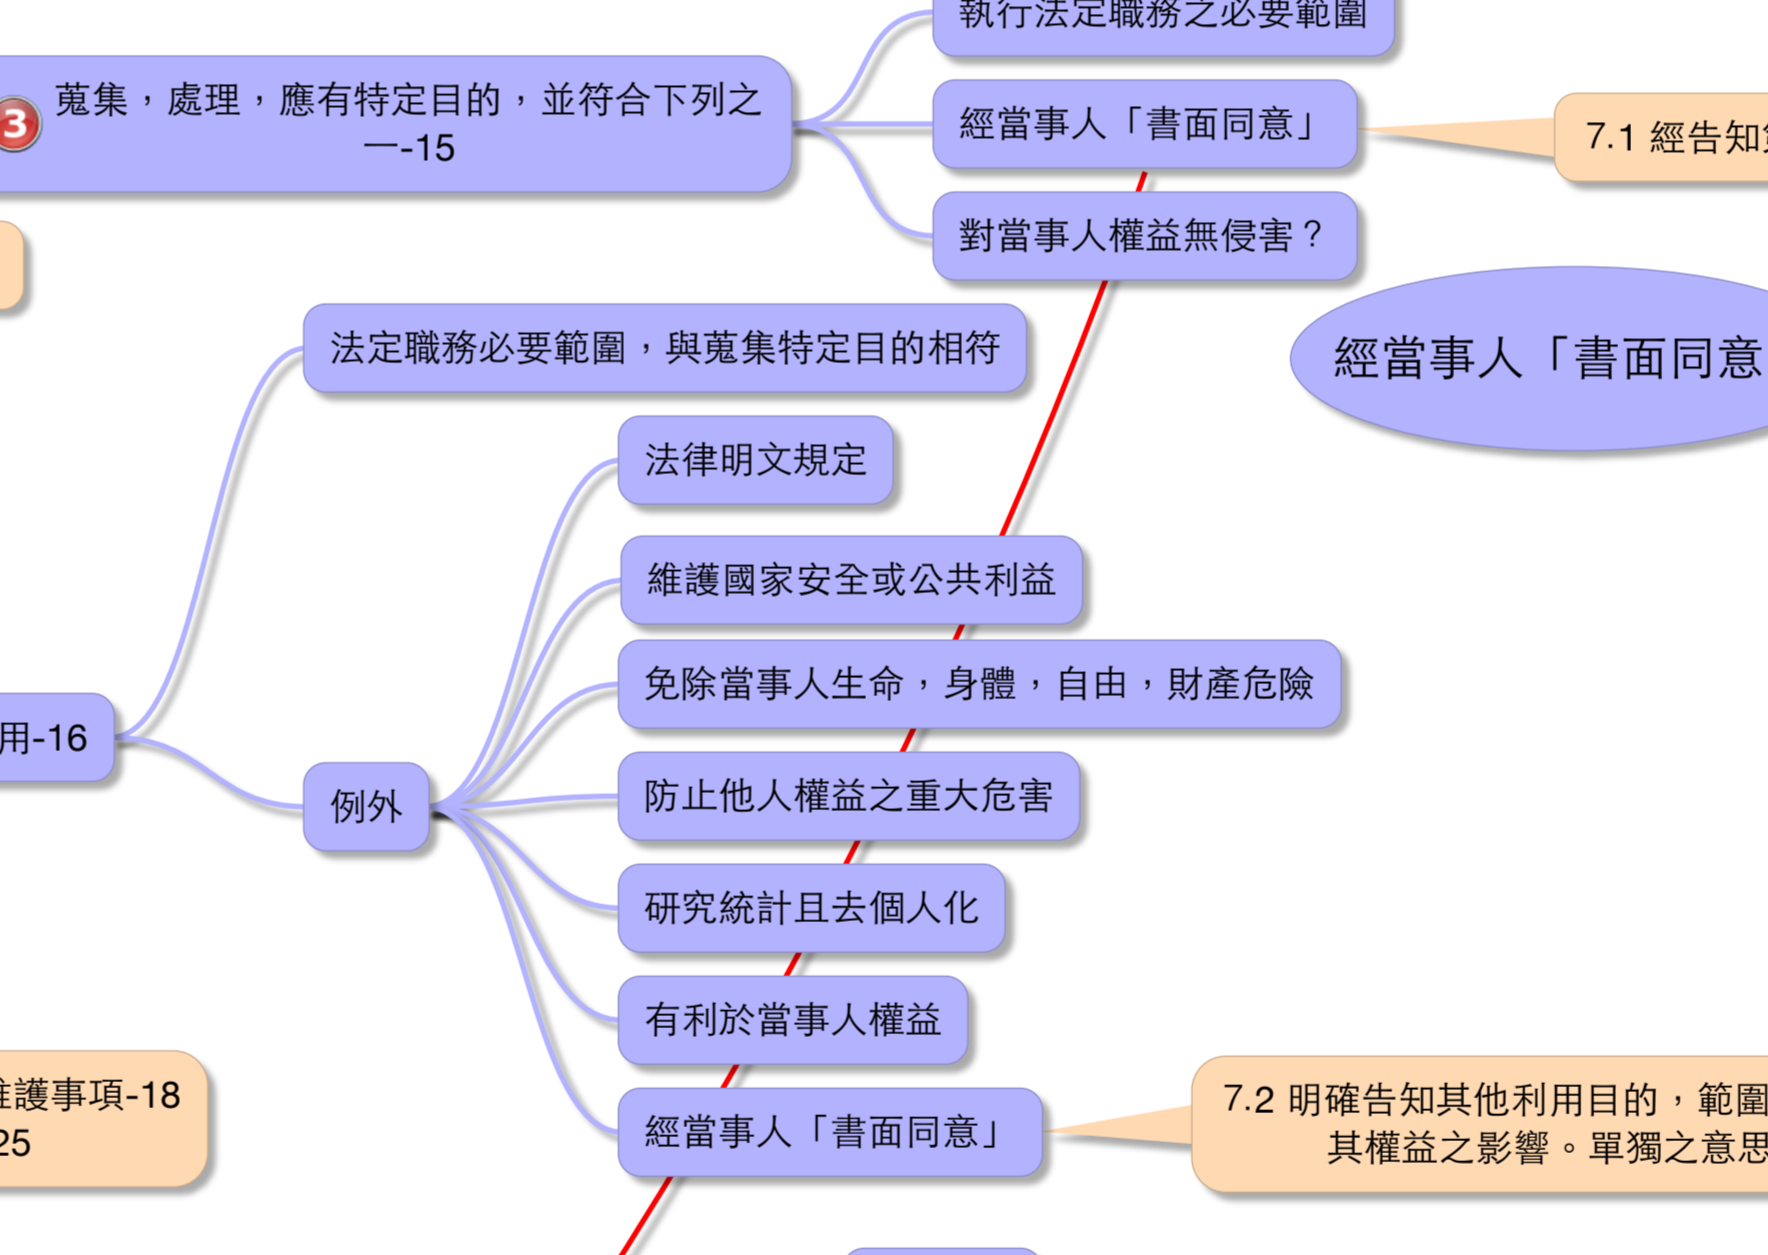 執行法定職務之必要範圍
3
蒐集，處理，應有特定目的，並符合下列之
一-15
經當事人「書面同意」
7.1 經告知
對當事人權益無侵害？
法定職務必要範圍，與蒐集特定目的相符
經當事人「書面同意
法律明文規定
維護國家安全或公共利益
免除當事人生命，身體，自由，財產危險
用-16
例外
防止他人權益之重大危害
研究統計且去個人化
有利於當事人權益
護事項-18
25
經當事人「書面同意」
7.2 明確告知其他利用目的，範圍
其權益之影響。單獨之意思